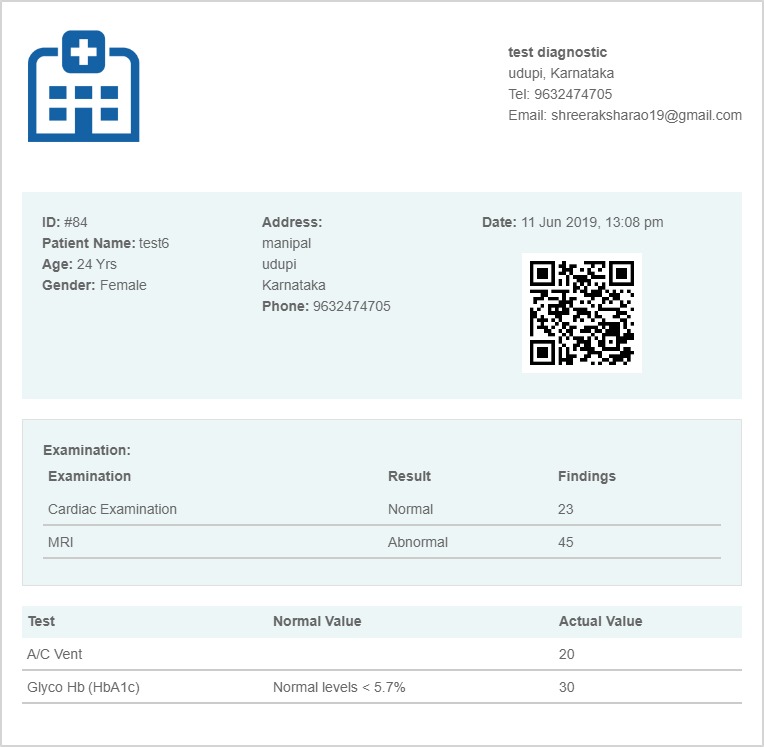 test diagnostic
udupi, Karnataka
Tel: 9632474705
Email: shreeraksharao19@gmail.com
ID: #84
Patient Name: test6
Age: 24 Yrs
Gender: Female
Address:
manipal
udupi
Karnataka
Phone: 9632474705
Date: 11 Jun 2019, 13:08 pm
Examination:
Examination Result Findings
Cardiac Examination Normal 23
MRI Abnormal 45
Test Normal Value Actual Value
A/C Vent 20
Glyco Hb (HbA1c) Normal levels < 5.7% 30